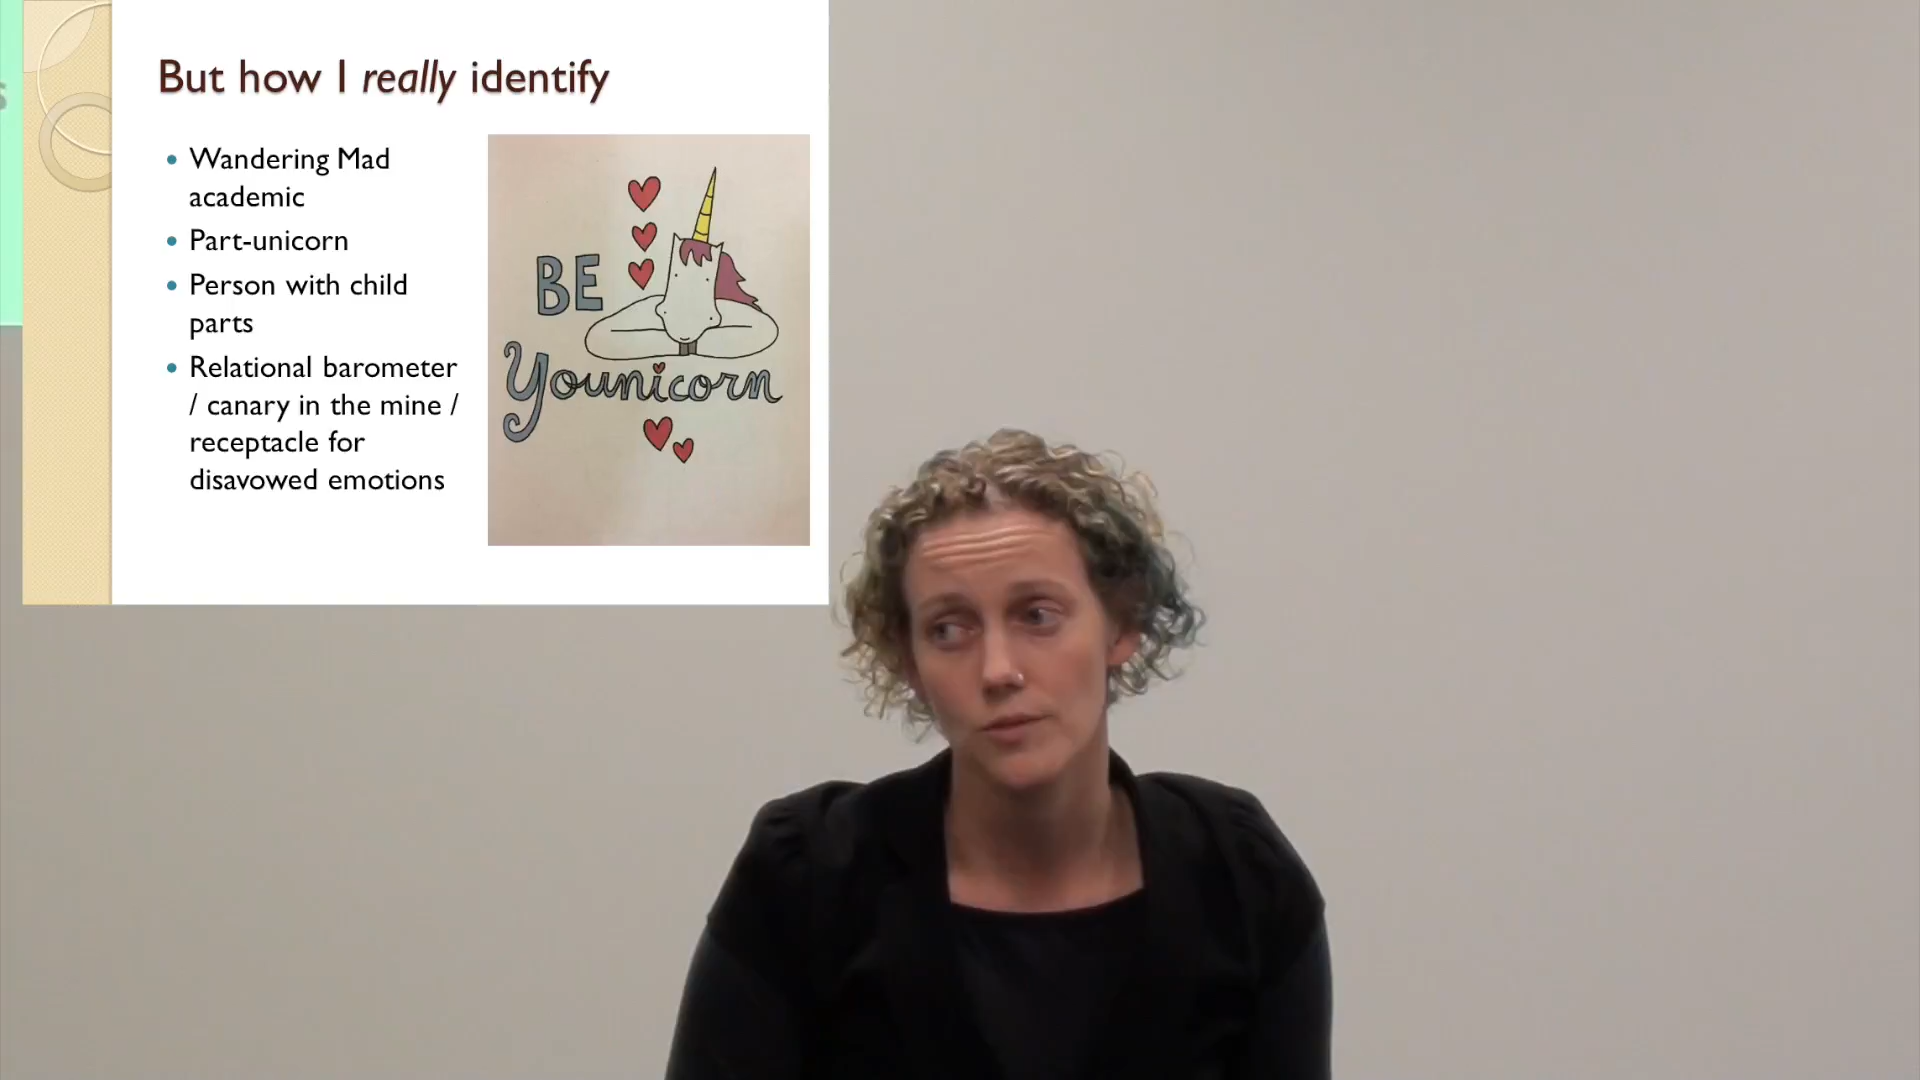 But how I really identify
Wandering Mad
academic
Part-unicorn
Person with child
parts
Relational barometer
/ canary in the mine /
receptacle for
disavowed emotions
BE
Younicorn
s